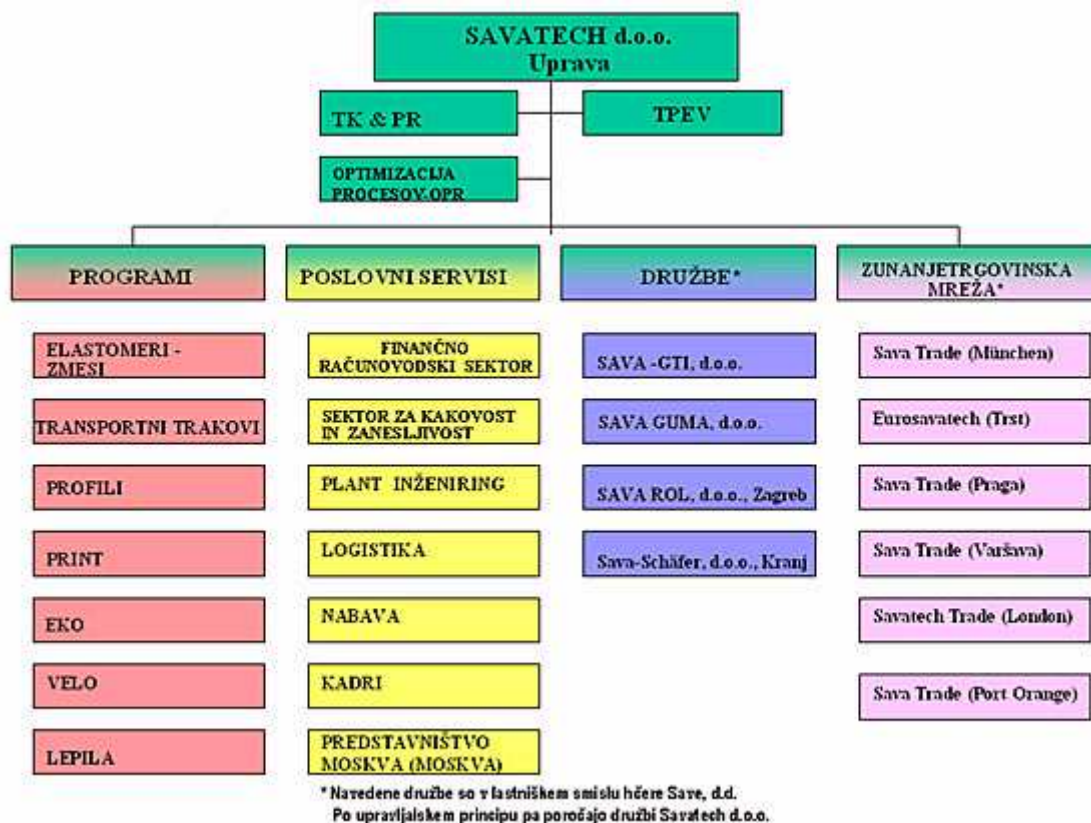 SAVATECH d.o.o.
Uprava
TK & PR
TPEV
OPTIMIZACIJA
PROCESOV-OPR
PROGRAMI
POSLOVNI SERVISI
DRUŽBE*
ZUNANJETRGOVINSKA
MREŽA*
ELASTOMERI -
ZMESI
TRANSPORTNI TRAKOVI
PROFILI
PRINT
EKO
VELO
LEPILA
FINANČNO
RAČUNOVODSKI SEKTOR
SEKTOR ZA KAKOVOST
IN ZANESLJIVOST
PLANT INŽENIRING
LOGISTIKA
NABAVA
KADRI
PREDSTAVNIŠTVO
MOSKVA (MOSKVA)
SAVA -GTI, d.o.o.
SAVA GUMA, d.o.o.
SAVA ROL, d.o.o., Zagreb
Sava-Schäfer, d.o.o., Kranj
Sava Trade (München)
Eurosavatech (Trst)
Sava Trade (Praga)
Sava Trade (Varšava)
Savatech Trade (London)
Sava Trade (Port Orange)
* Navedene družbe so v lastniškem smislu hčere Save, d.d.
Po upravljalskem principu pa poročajo družbi Savatech d.o.o.